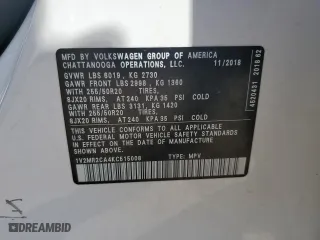 MFD BY VOLKSWAGEN GROUP OF AMERICA
CHATTANOOGA OPERATIONS, LLC. 11/2018
GVWR LBS 6019 , KG 2730
GAWR FRONT LBS 2998 , KG 1360
WITH 255/50R20 TIRES,
8JX20 RIMS, AT 240 KPA 35 PSI COLD
GAWR REAR LBS 3131, KG 1420
WITH 255/50R20 TIRES,
8JX20 RIMS, AT 240 KPA 35 PSI COLD
THIS VEHICLE CONFORMS TO ALL APPLICABLE
FEDERAL MOTOR VEHICLE SAFETY STANDARDS
IN EFFECT ON THE DATE OF MANUFACTURE
SHOWN ABOVE.
TYPE: MPV
DREAMBID.COM